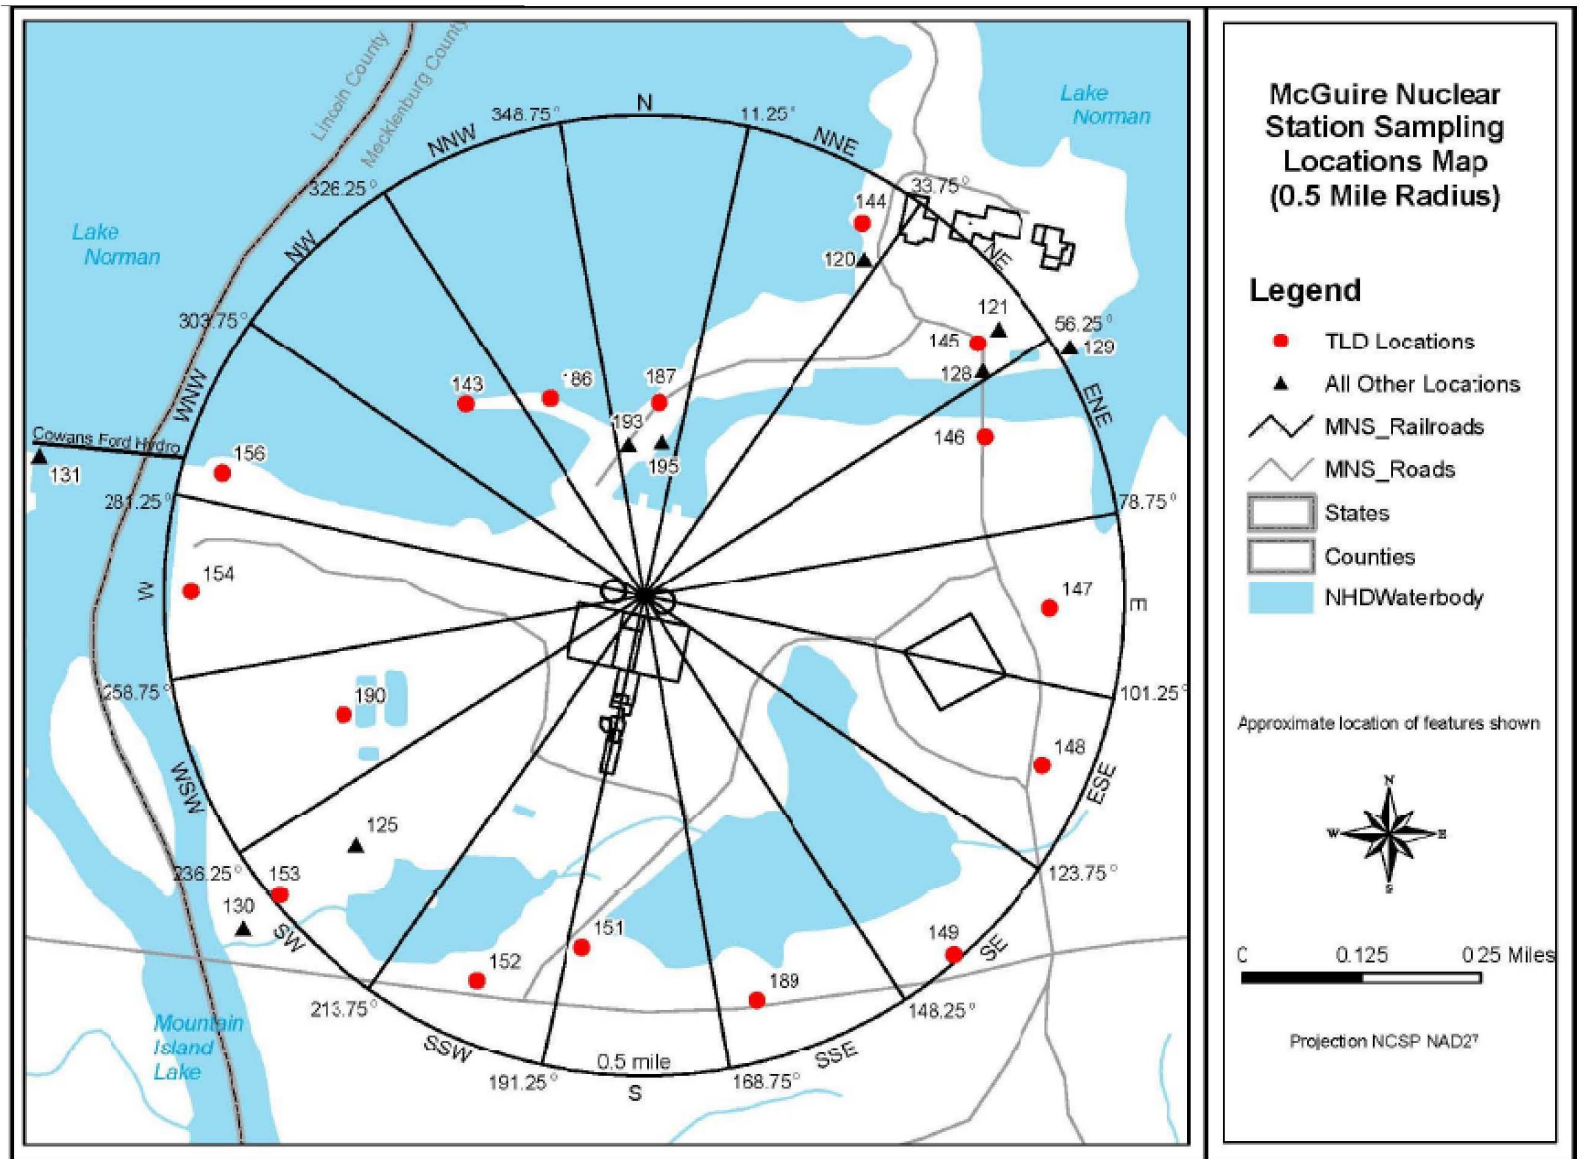 Lincoln County
Mecklenburg County
N
348.75°
11.25°
NNW
NNE
Lake
Norman
326.25°
33.75°
144
NW
120
NE
Lake
Norman
121
56.25°
303.75°
145
129
128
143
186
187
WNW
ENE
193
Cowans Ford Hydro
146
156
195
131
281.25°
78.75°
154
147
W
E
258.75°
101.25°
190
148
WSW
ESE
125
236.25°
153
123.75°
130
SW
151
149
SE
152
189
213.75°
148.25°
Mountain
Island
Lake
SSW
SSE
0.5 mile
191.25°
168.75°
S
McGuire Nuclear
Station Sampling
Locations Map
(0.5 Mile Radius)
Legend
TLD Locations
All Other Locations
MNS_Railroads
MNS_Roads
States
Counties
NHDWaterbody
Approximate location of features shown
N
W
E
S
0 0.125 0.25 Miles
Projection NCSP NAD27